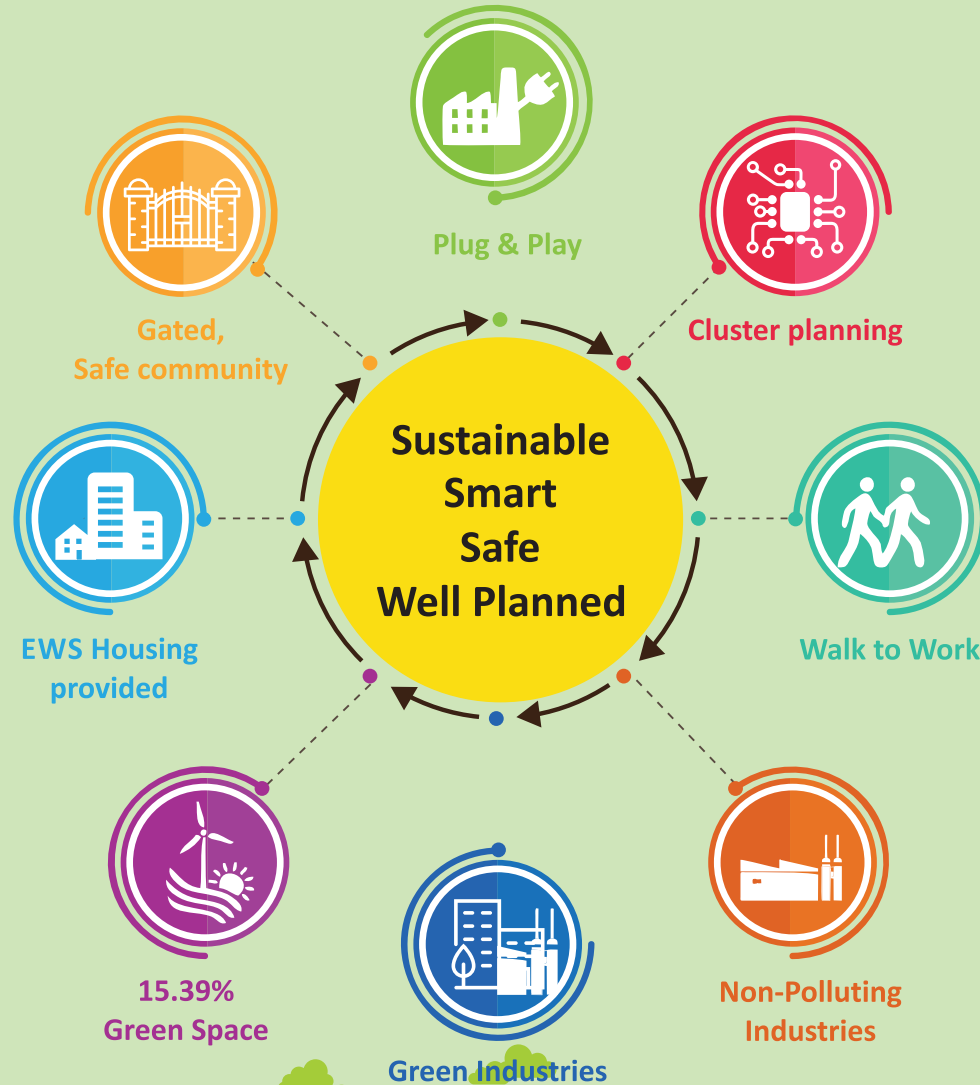 Plug & Play
Cluster planning
Gated,
Safe community
Sustainable
Smart
Safe
Well Planned
EWS Housing
provided
Walk to Work
15.39%
Green Space
Non-Polluting
Industries
Green Industries